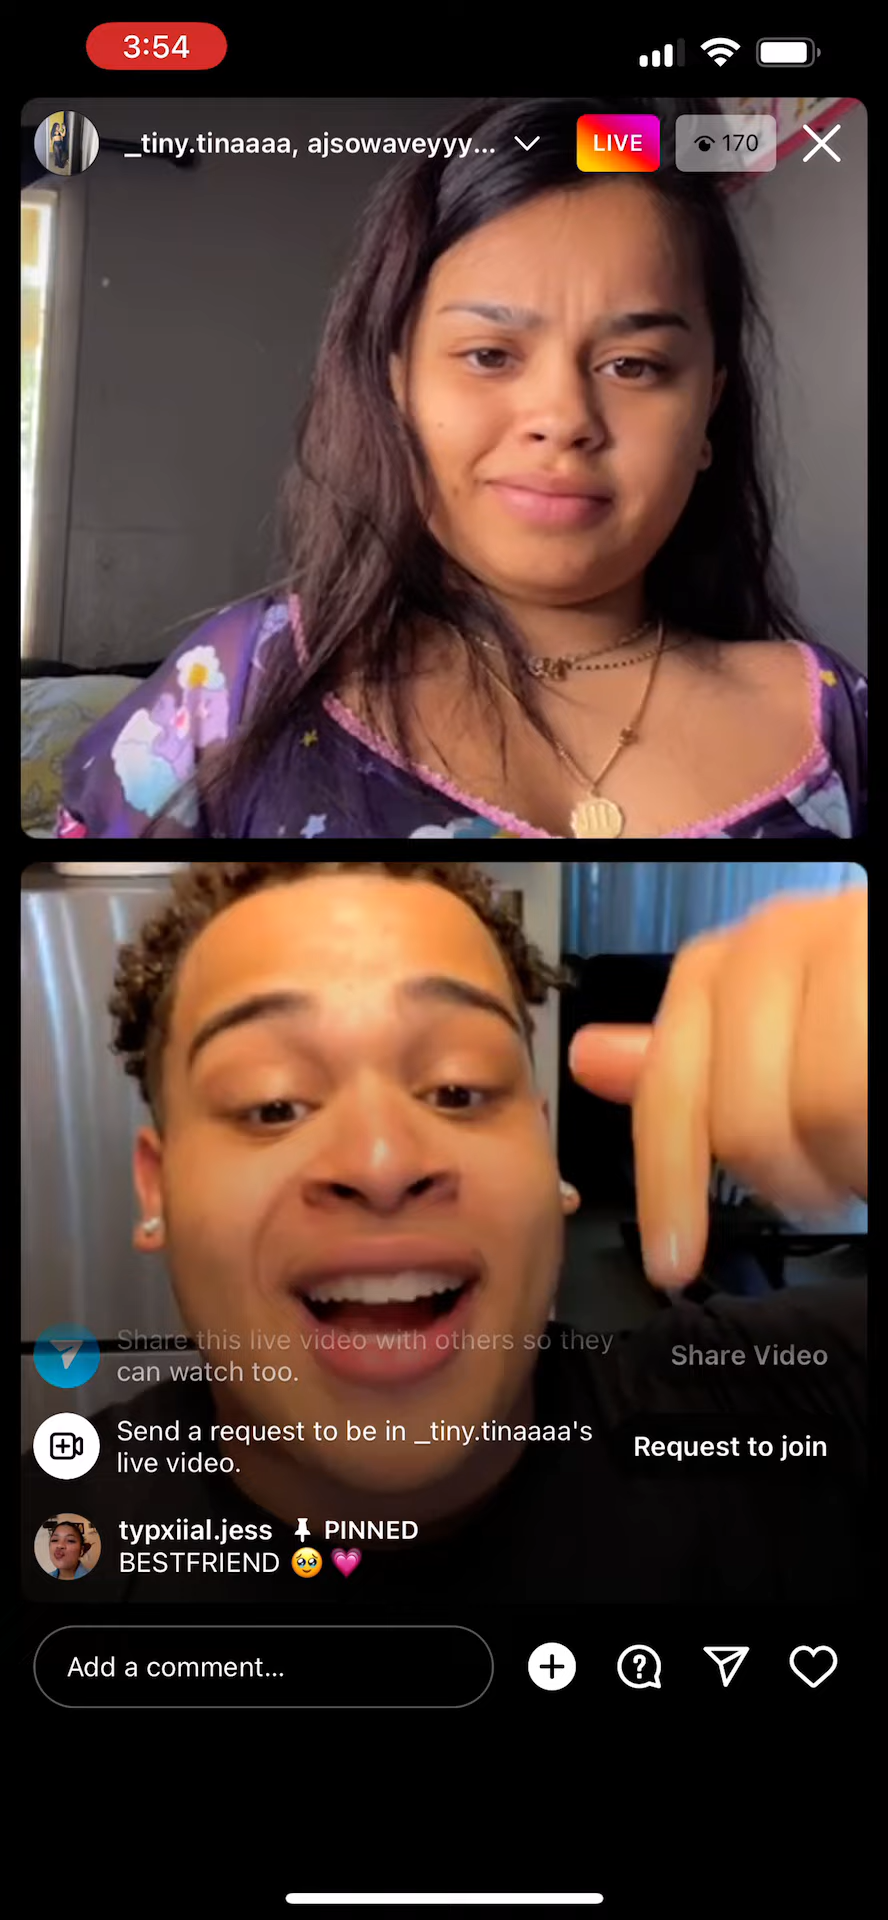 3:54
_tiny.tinaaaa, ajsowaveyyy...
LIVE
170
Share this live video with others so they
can watch too.
Share Video
Send a request to be in _tiny.tinaaaa's
live video.
Request to join
typxiial.jess PINNED
BESTFRIEND 🥹 💗
Add a comment...